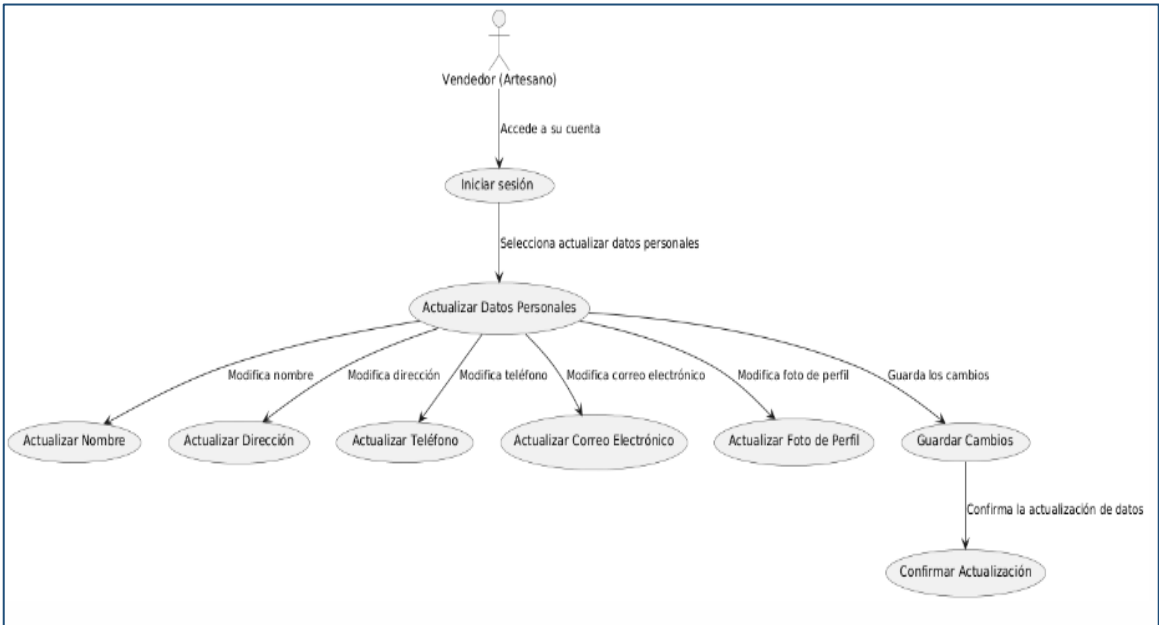 Vendedor (Artesano)
Accede a su cuenta
Iniciar sesión
Selecciona actualizar datos personales
Actualizar Datos Personales
Modifica nombre
Modifica dirección
Modifica teléfono
Modifica correo electrónico
Modifica foto de perfil
Guarda los cambios
Actualizar Nombre
Actualizar Dirección
Actualizar Teléfono
Actualizar Correo Electrónico
Actualizar Foto de Perfil
Guardar Cambios
Confirma la actualización de datos
Confirmar Actualización